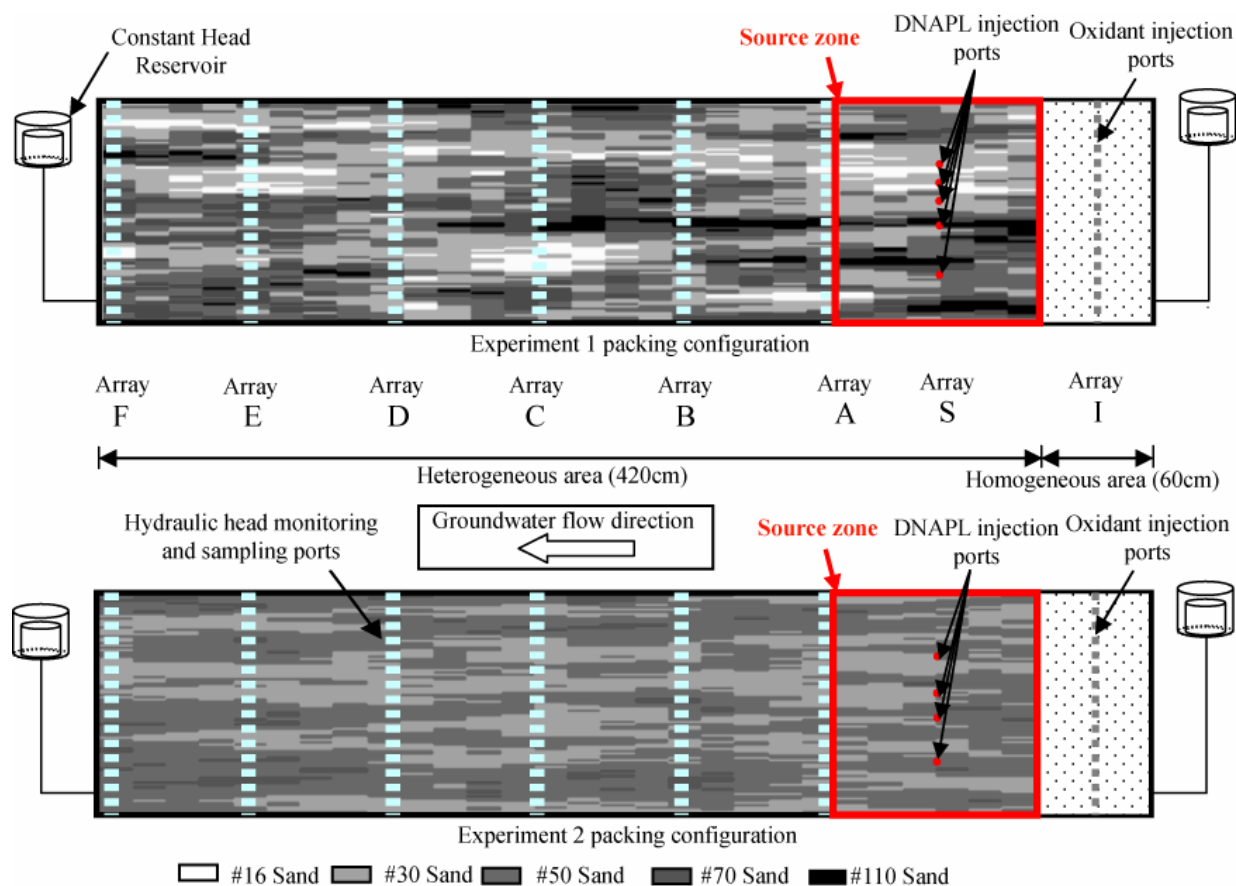 Constant Head
Reservoir
Source zone
DNAPL injection
ports
Oxidant injection
ports
Experiment 1 packing configuration
Array
F
Array
E
Array
D
Array
C
Array
B
Array
A
Array
S
Array
I
Heterogeneous area (420cm)
Homogeneous area (60cm)
Hydraulic head monitoring
and sampling ports
Groundwater flow direction
Source zone
DNAPL injection
ports
Oxidant injection
ports
Experiment 2 packing configuration
#16 Sand
#30 Sand
#50 Sand
#70 Sand
#110 Sand